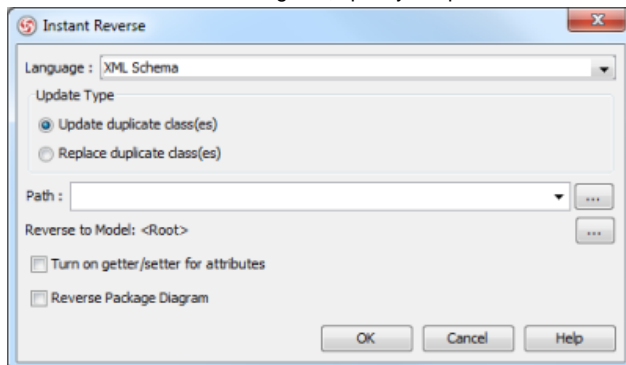 Instant Reverse
Language : XML Schema
Update Type
Update duplicate class(es)
Replace duplicate class(es)
Path :
...
Reverse to Model: <Root>
...
Turn on getter/setter for attributes
Reverse Package Diagram
OK Cancel Help